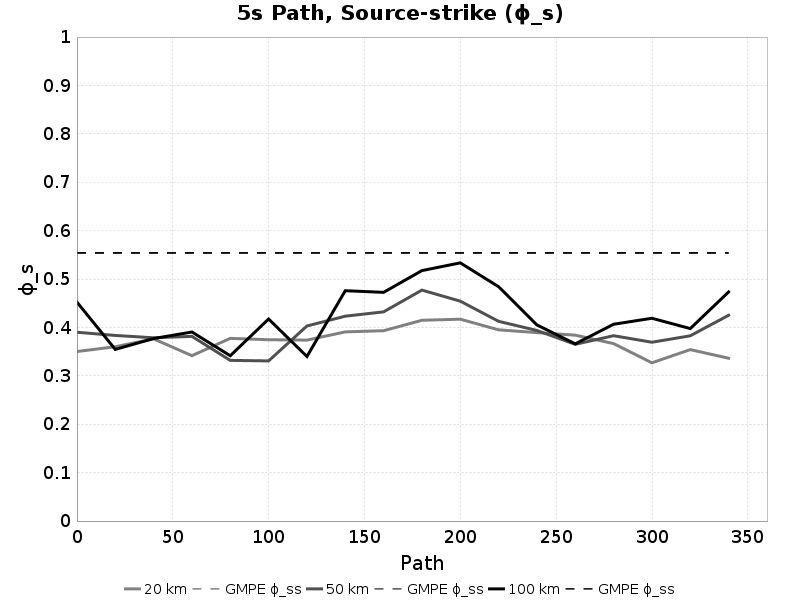 5s Path, Source-strike (ϕ_s)
ϕ_s
1
0.9
0.8
0.7
0.6
0.5
0.4
0.3
0.2
0.1
0
0 50 100 150 200 250 300 350
Path
20 km GMPE ϕ_ss 50 km GMPE ϕ_ss 100 km GMPE ϕ_ss